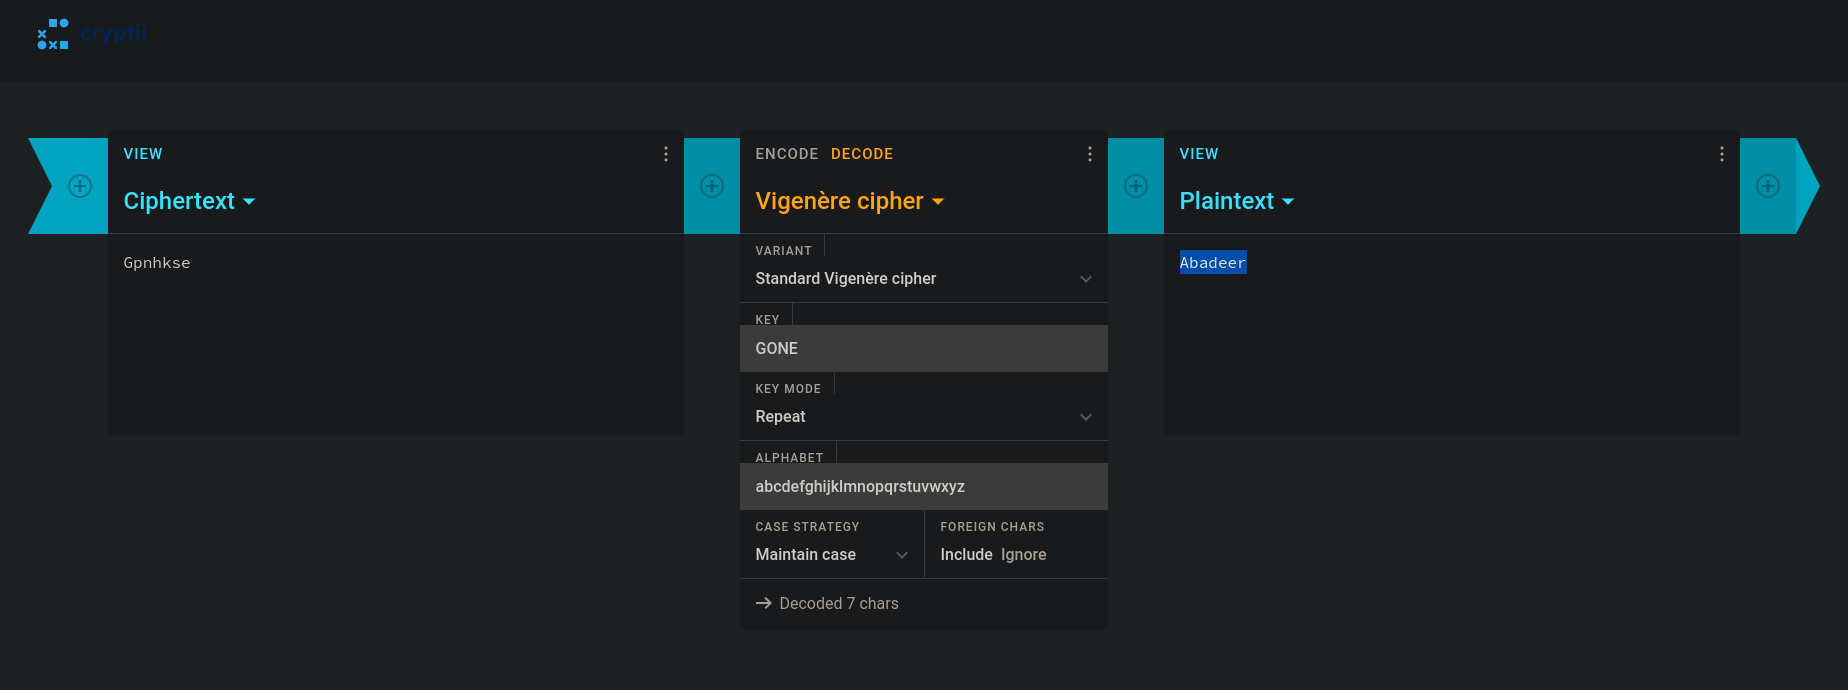 cryptii
VIEW
Ciphertext
Gpnhkse
ENCODE DECODE
Vigenère cipher
VARIANT
Standard Vigenère cipher
KEY
GONE
KEY MODE
Repeat
ALPHABET
abcdefghijklmnopqrstuvwxyz
CASE STRATEGY
Maintain case
FOREIGN CHARS
Include Ignore
→ Decoded 7 chars
VIEW
Plaintext
Abadeer